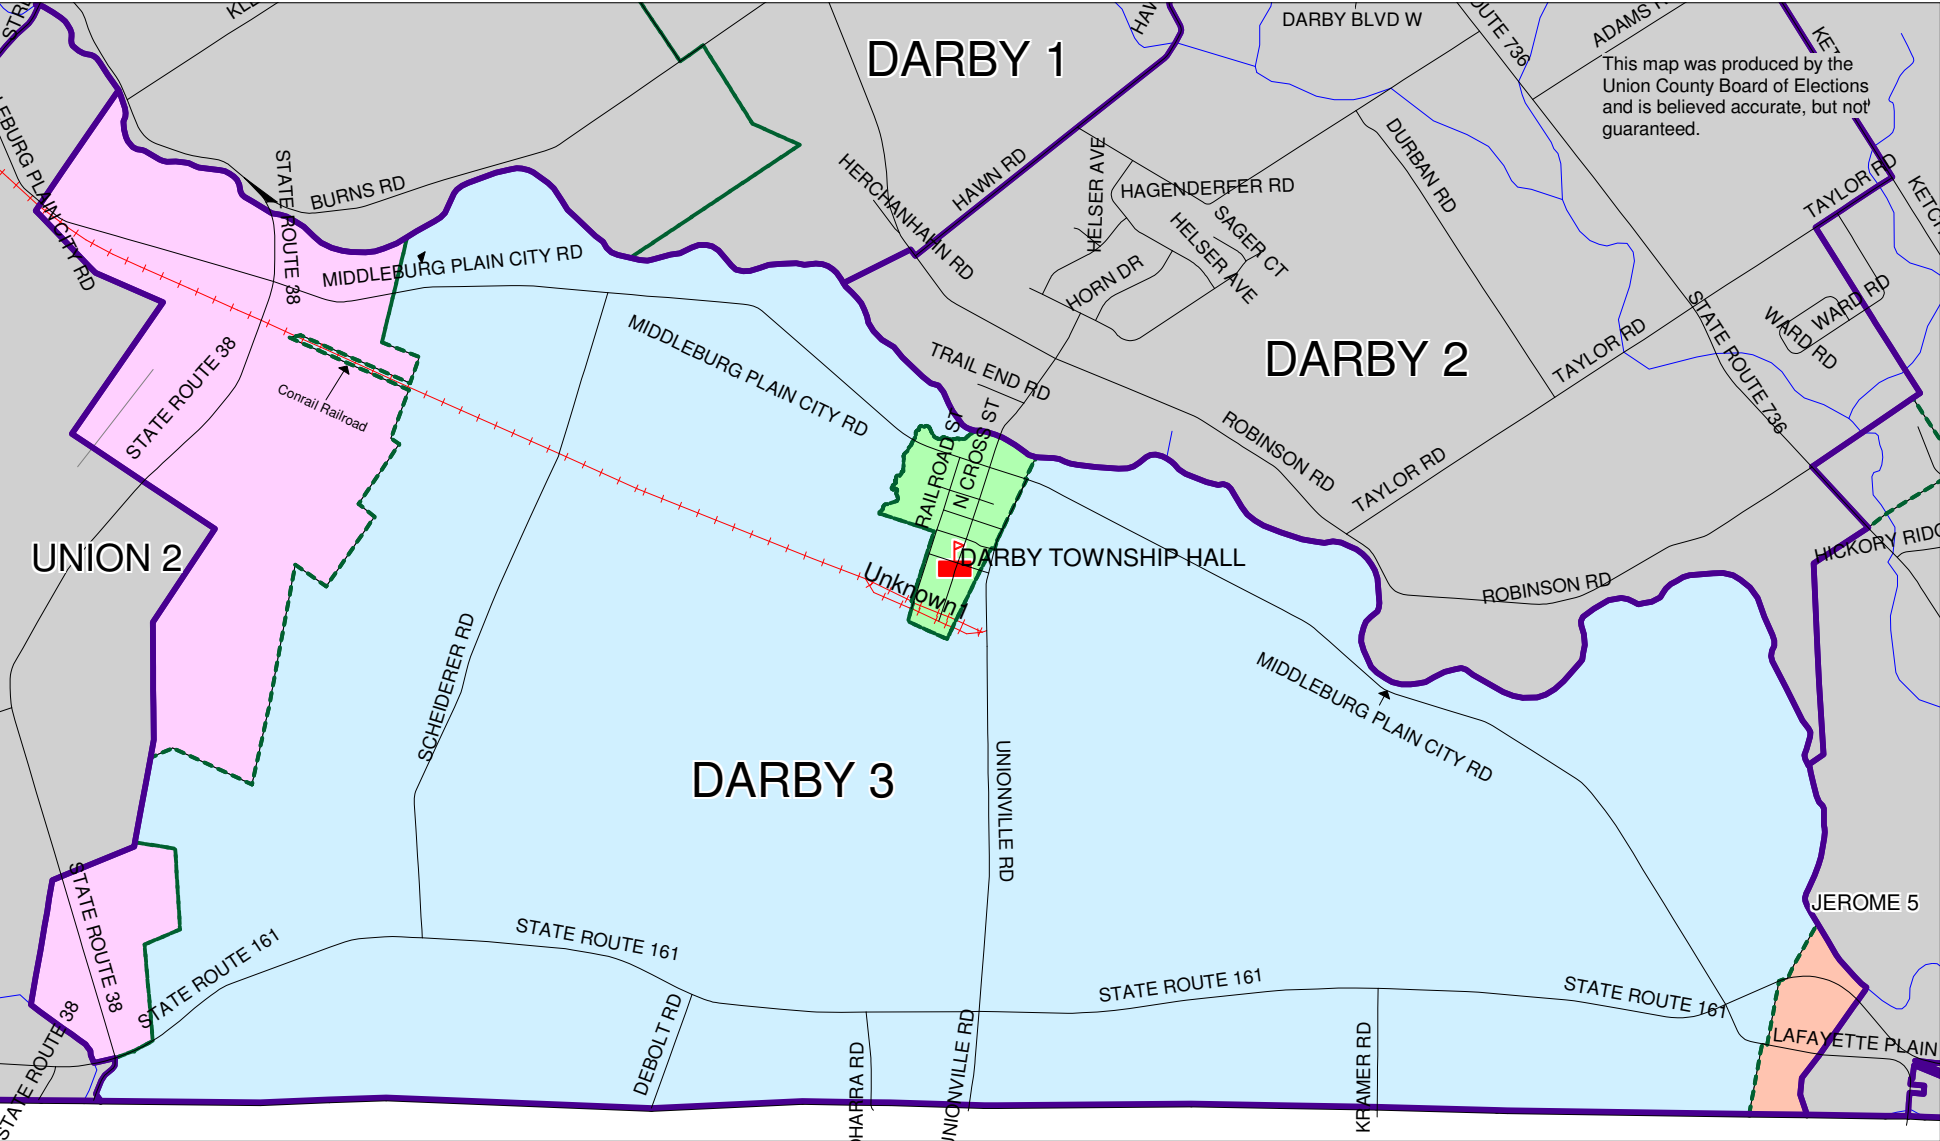 DARBY BLVD W
ADAMS
DARBY 1
This map was produced by the
Union County Board of Elections
and is believed accurate, but not
guaranteed.
HELSER AVE
DURBAN RD
HAWN RD
HERCHANHAHN RD
TAYLOR RD
STATE ROUTE 38
BURNS RD
HAGENDERFER RD
SAGER CT
HELSER AVE
MIDDLEBURG PLAIN CITY RD
HORN DR
WARD RD
WARD RD
STATE ROUTE 736
MIDDLEBURG PLAIN CITY RD
TRAIL END RD
DARBY 2
TAYLOR RD
STATE ROUTE 38
Conrail Railroad
RAILROAD ST
N CROSS ST
ROBINSON RD
TAYLOR RD
UNION 2
DARBY TOWNSHIP HALL
Unknown
ROBINSON RD
SCHEIDERER RD
MIDDLEBURG PLAIN CITY RD
DARBY 3
UNIONVILLE RD
STATE ROUTE 38
JEROME 5
STATE ROUTE 161
STATE ROUTE 161
STATE ROUTE 161
STATE ROUTE 161
STATE ROUTE 38
DEBOLT RD
UNIONVILLE RD
KRAMER RD
LAFAYETTE PLAIN